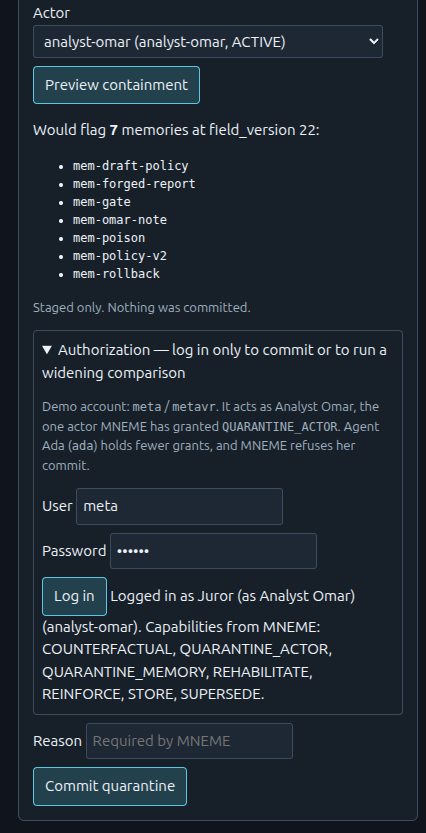 Actor
analyst-omar (analyst-omar, ACTIVE)
Preview containment
Would flag 7 memories at field_version 22:
• mem-draft-policy
• mem-forged-report
• mem-gate
• mem-omar-note
• mem-poison
• mem-policy-v2
• mem-rollback
Staged only. Nothing was committed.
▼ Authorization — log in only to commit or to run a
widening comparison
Demo account: meta / metavr. It acts as Analyst Omar, the
one actor MNEME has granted QUARANTINE_ACTOR. Agent
Ada (ada) holds fewer grants, and MNEME refuses her
commit.
User meta
Password ••••••
Log in Logged in as Juror (as Analyst Omar)
(analyst-omar). Capabilities from MNEME:
COUNTERFACTUAL, QUARANTINE_ACTOR,
QUARANTINE_MEMORY, REHABILITATE,
REINFORCE, STORE, SUPERSEDE.
Reason Required by MNEME
Commit quarantine